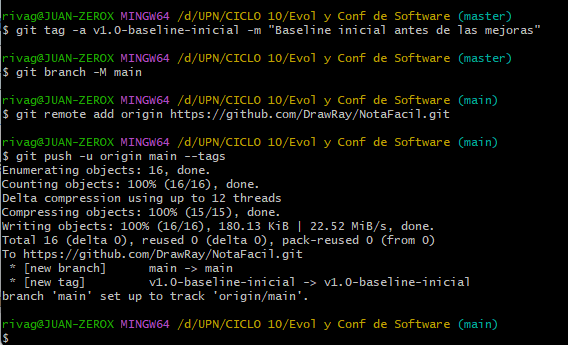 rivag@JUAN-ZEROX MINGW64 /d/UPN/CICLO 10/Evol y Conf de Software (master)
$ git tag -a v1.0-baseline-inicial -m "Baseline inicial antes de las mejoras"
rivag@JUAN-ZEROX MINGW64 /d/UPN/CICLO 10/Evol y Conf de Software (master)
$ git branch -M main
rivag@JUAN-ZEROX MINGW64 /d/UPN/CICLO 10/Evol y Conf de Software (main)
$ git remote add origin https://github.com/DrawRay/NotaFacil.git
rivag@JUAN-ZEROX MINGW64 /d/UPN/CICLO 10/Evol y Conf de Software (main)
$ git push -u origin main --tags
Enumerating objects: 16, done.
Counting objects: 100% (16/16), done.
Delta compression using up to 12 threads
Compressing objects: 100% (15/15), done.
Writing objects: 100% (16/16), 180.13 KiB | 22.52 MiB/s, done.
Total 16 (delta 0), reused 0 (delta 0), pack-reused 0 (from 0)
To https://github.com/DrawRay/NotaFacil.git
 * [new branch]      main -> main
 * [new tag]         v1.0-baseline-inicial -> v1.0-baseline-inicial
branch 'main' set up to track 'origin/main'.
rivag@JUAN-ZEROX MINGW64 /d/UPN/CICLO 10/Evol y Conf de Software (main)
$